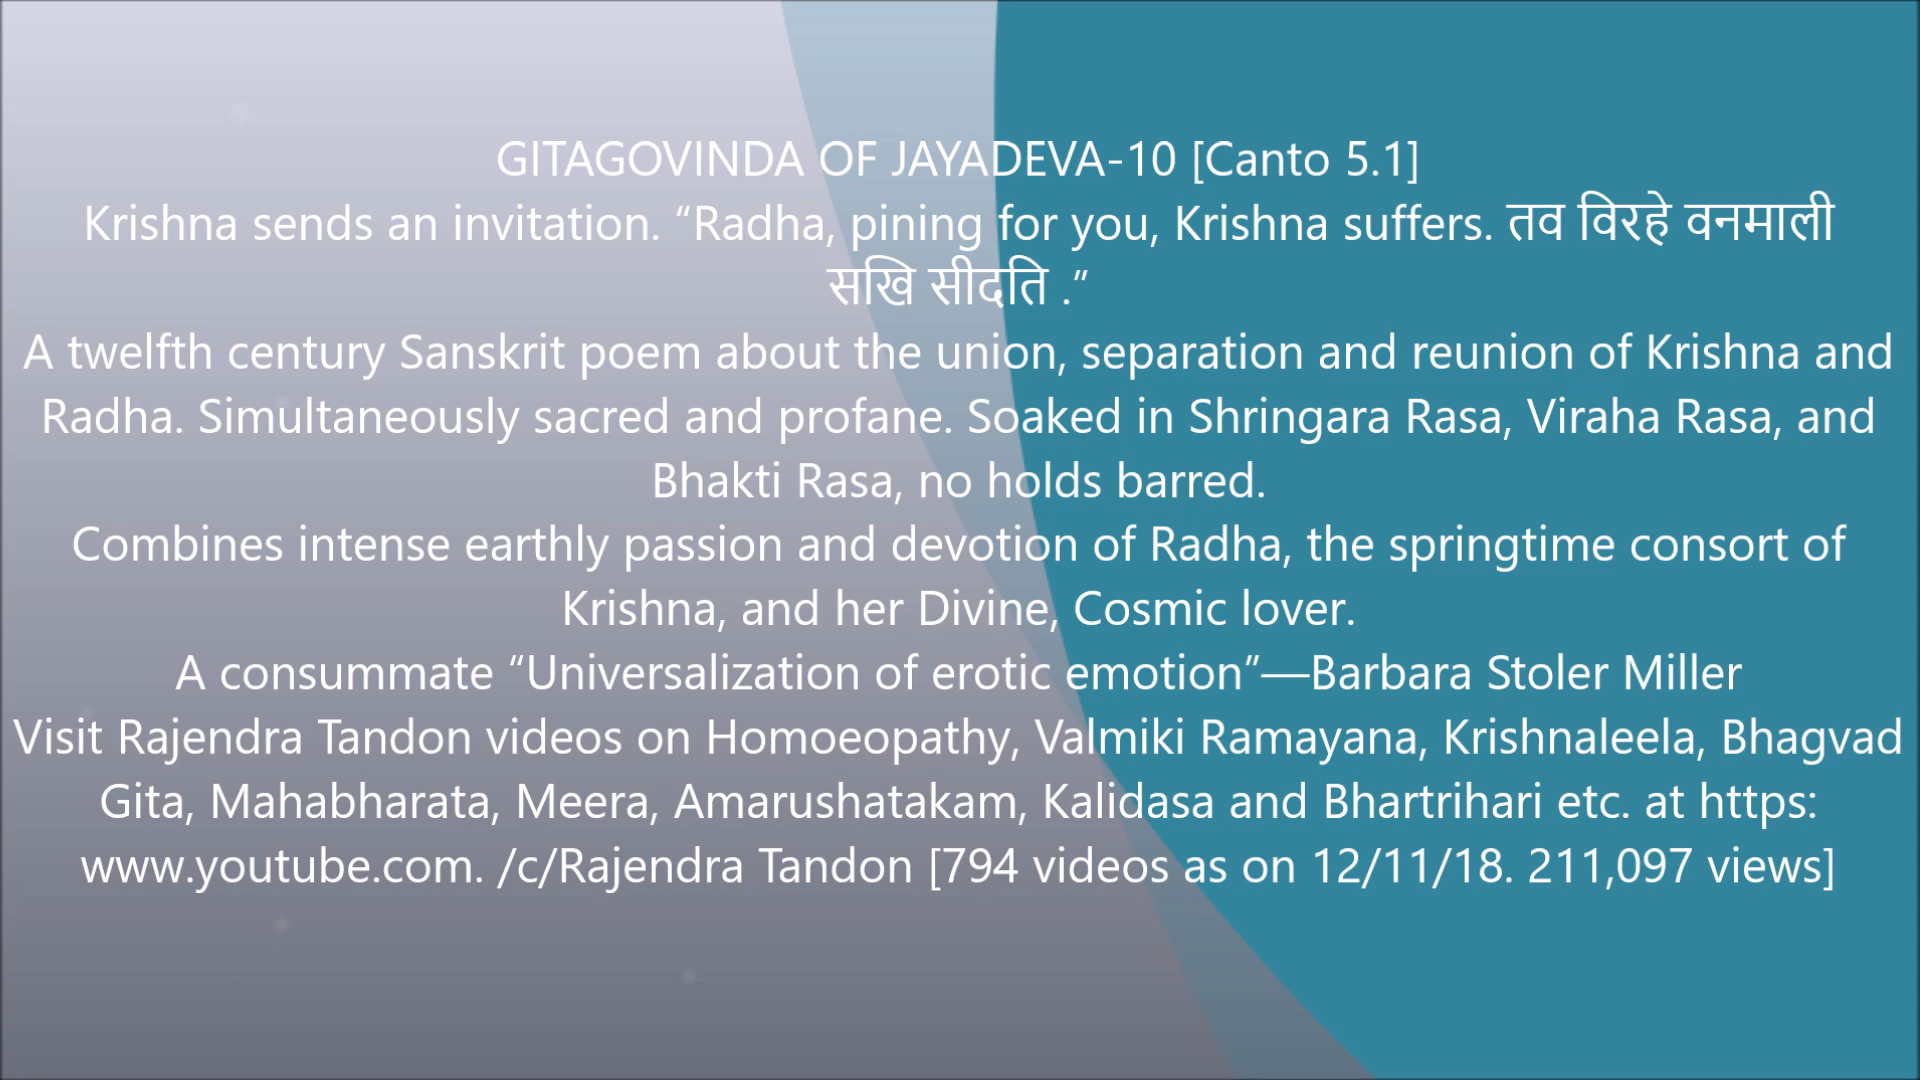 GITAGOVINDA OF JAYADEVA-10 [Canto 5.1]
Krishna sends an invitation. “Radha, pining for you, Krishna suffers. तव विरहे वनमाली
सखि सीदति .”
A twelfth century Sanskrit poem about the union, separation and reunion of Krishna and
Radha. Simultaneously sacred and profane. Soaked in Shringara Rasa, Viraha Rasa, and
Bhakti Rasa, no holds barred.
Combines intense earthly passion and devotion of Radha, the springtime consort of
Krishna, and her Divine, Cosmic lover.
A consummate “Universalization of erotic emotion”—Barbara Stoler Miller
Visit Rajendra Tandon videos on Homoeopathy, Valmiki Ramayana, Krishnaleela, Bhagvad
Gita, Mahabharata, Meera, Amarushatakam, Kalidasa and Bhartrihari etc. at https:
www.youtube.com. /c/Rajendra Tandon [794 videos as on 12/11/18. 211,097 views]